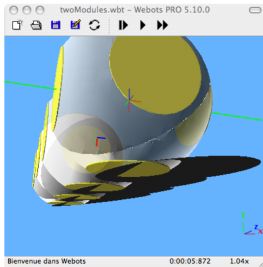 twoModules.wbt - Webots PRO 5.10.0
z
x
Bienvenue dans Webots 0:00:05:872 1.04x